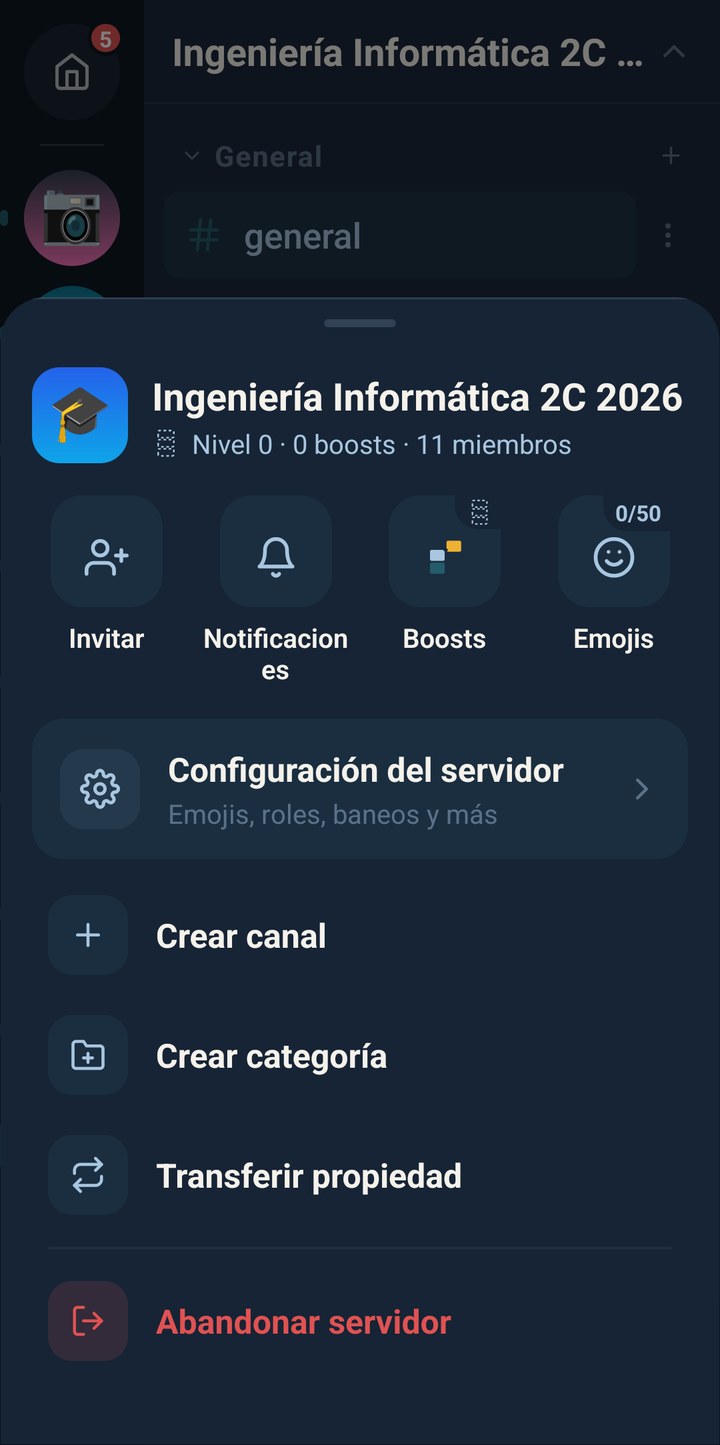 5
Ingeniería Informática 2C ...
General
general
Ingeniería Informática 2C 2026
Nivel 0 · 0 boosts · 11 miembros
0/50
Invitar
Notificacion
es
Boosts
Emojis
Configuración del servidor
Emojis, roles, baneos y más
Crear canal
Crear categoría
Transferir propiedad
Abandonar servidor